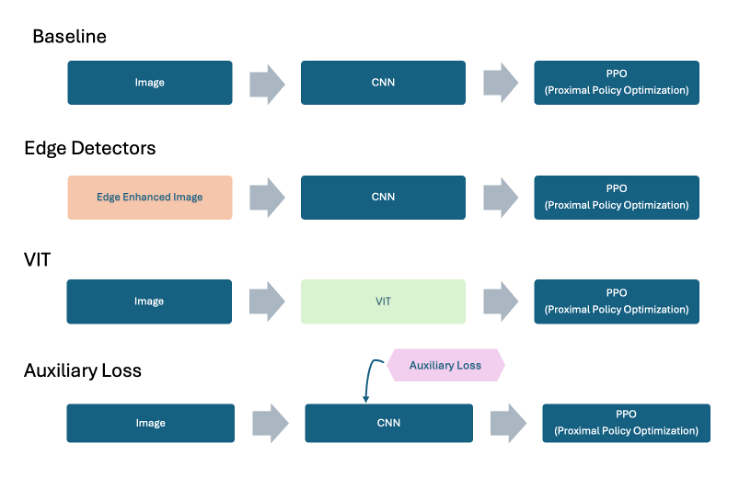 Baseline
Image
CNN
PPO
(Proximal Policy Optimization)
Edge Detectors
Edge Enhanced Image
CNN
PPO
(Proximal Policy Optimization)
VIT
Image
VIT
PPO
(Proximal Policy Optimization)
Auxiliary Loss
Auxiliary Loss
Image
CNN
PPO
(Proximal Policy Optimization)